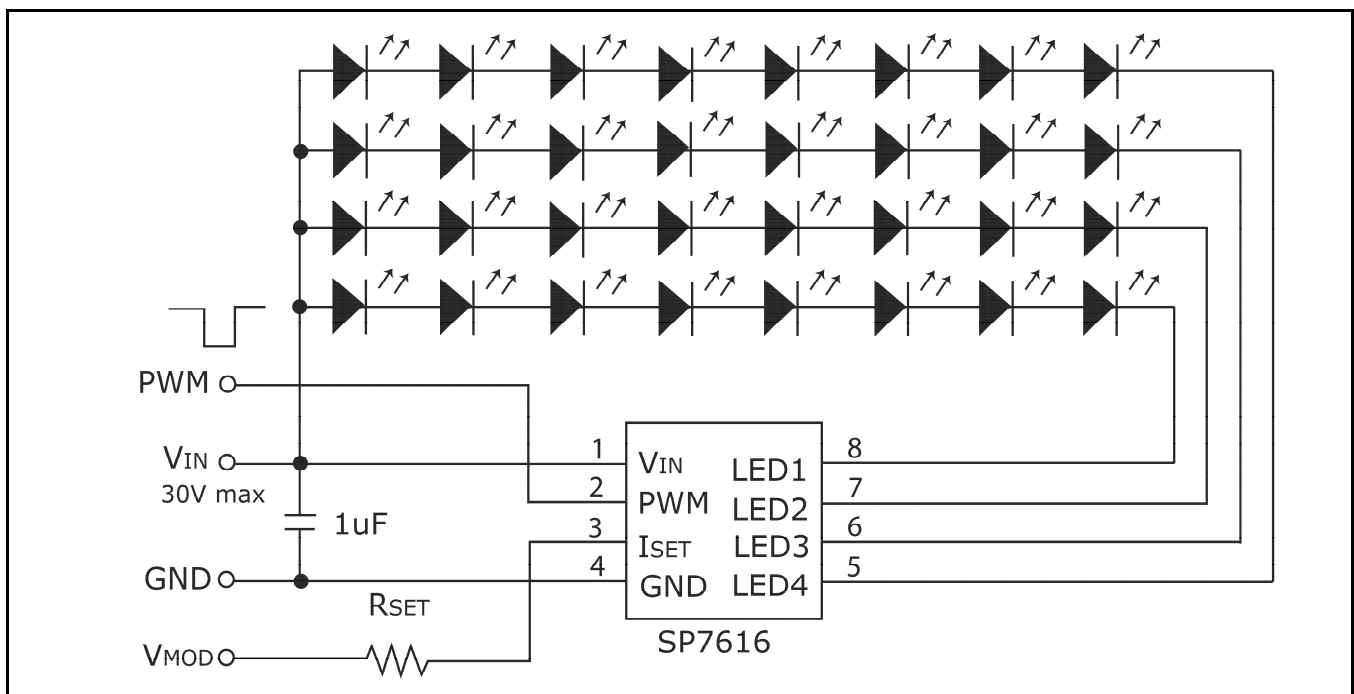 PWM
VIN
30V max
1uF
GND
RSET
VMOD
1
2
3
4
VIN
PWM
ISET
GND
LED1
LED2
LED3
LED4
8
7
6
5
SP7616